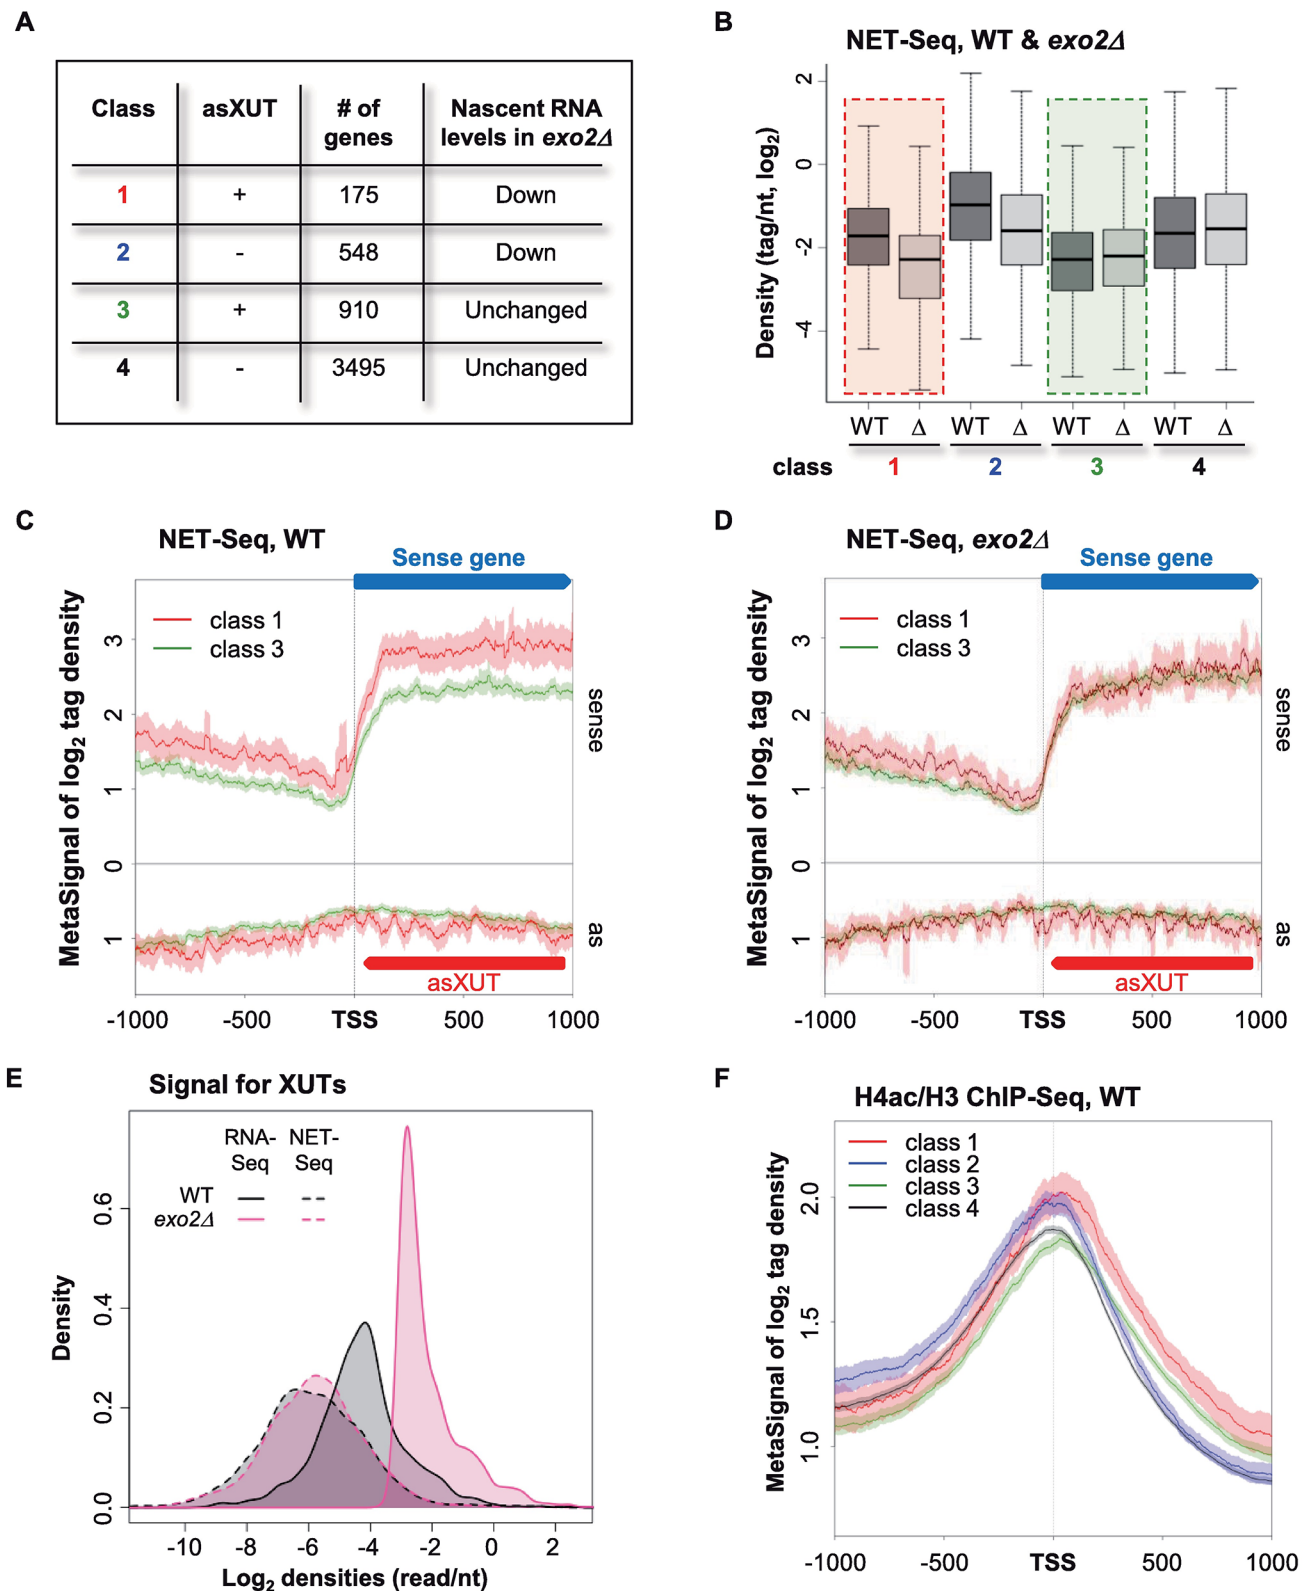 A
Class asXUT # of genes Nascent RNA levels in exo2Δ
1 + 175 Down
2 - 548 Down
3 + 910 Unchanged
4 - 3495 Unchanged
B
NET-Seq, WT & exo2Δ
Density (tag/nt, log2)
2
0
-2
-4
WT Δ WT Δ WT Δ WT Δ
class 1 2 3 4
C
NET-Seq, WT
Sense gene
class 1
class 3
MetaSignal of log2 tag density
3
2
1
0
1
sense
as
asXUT
-1000 -500 TSS 500 1000
D
NET-Seq, exo2Δ
Sense gene
class 1
class 3
MetaSignal of log2 tag density
3
2
1
0
1
sense
as
asXUT
-1000 -500 TSS 500 1000
E
Signal for XUTs
RNA-Seq NET-Seq
WT
exo2Δ
Density
0.6
0.4
0.2
0.0
-10 -8 -6 -4 -2 0 2
Log2 densities (read/nt)
F
H4ac/H3 ChIP-Seq, WT
class 1
class 2
class 3
class 4
MetaSignal of log2 tag density
2.0
1.5
1.0
-1000 -500 TSS 500 1000